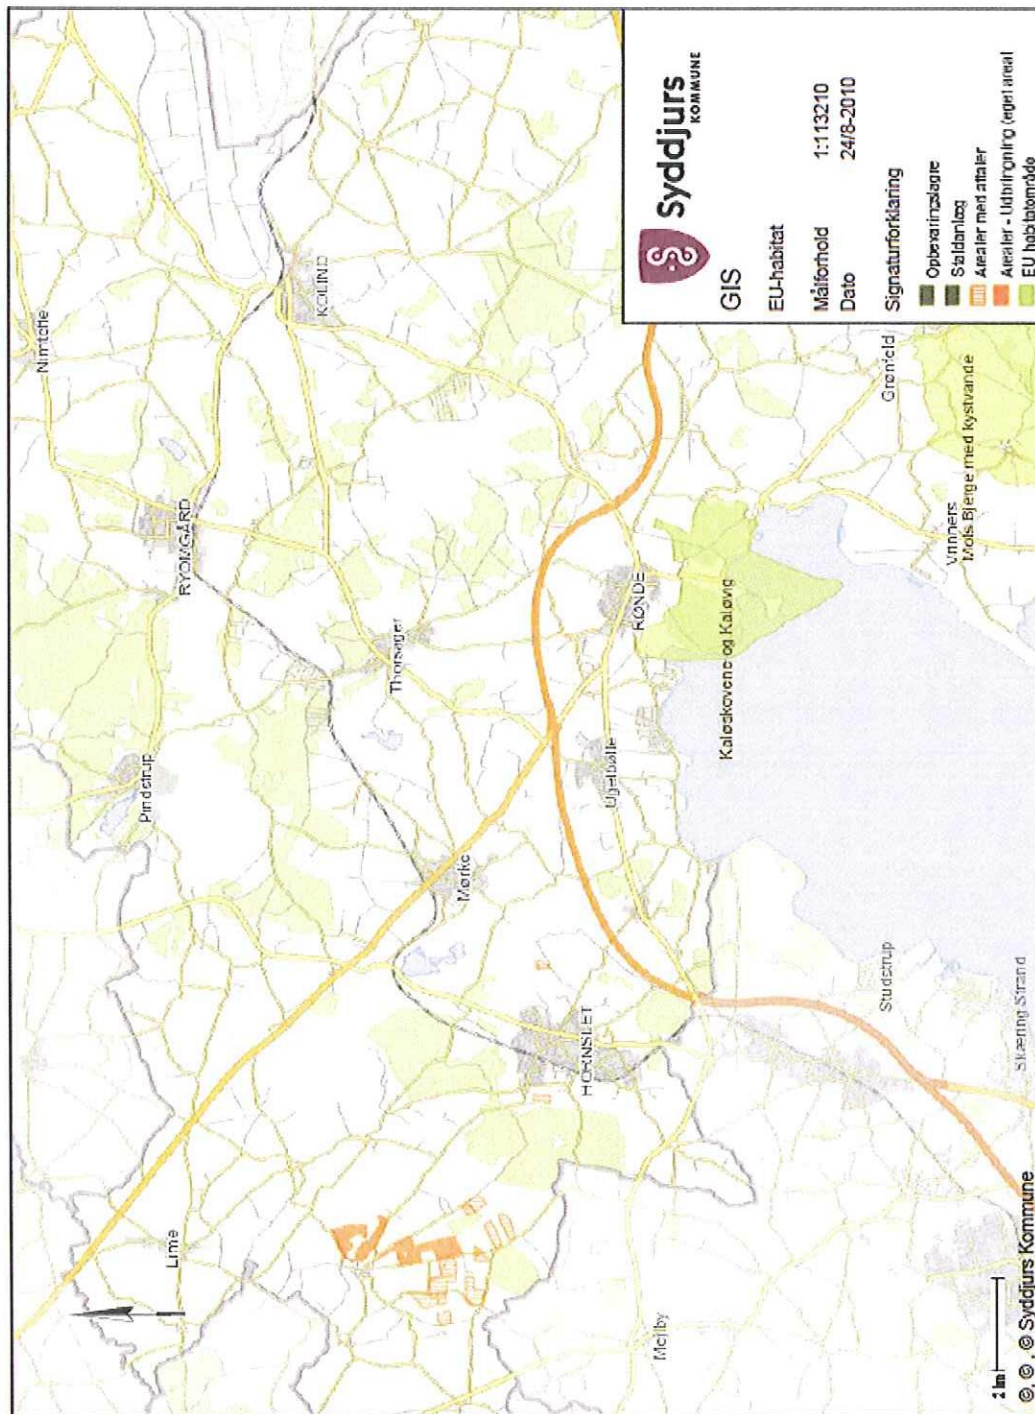 Nimtofte
KOLIND
RYOMGÅRD
Pindstrup
Thorsager
Mørke
Lime
HORNSLET
RØNDE
Ugelbølle
Kaløskovene og Kaløvig
Grønfeld
Vrinners
Mols Bjerge med kystvande
Studstrup
Skæring Strand
Mejlby
2 km
©, © , © Syddjurs Kommune
Syddjurs
KOMMUNE
GIS
EU-habitat
Målforhold 1:113210
Dato 24/8-2010
Signaturforklaring
Opbevaringslagre
Staldanlæg
Arealer med aftaler
Arealer - Udbringning (eget areal
EU habitatområde